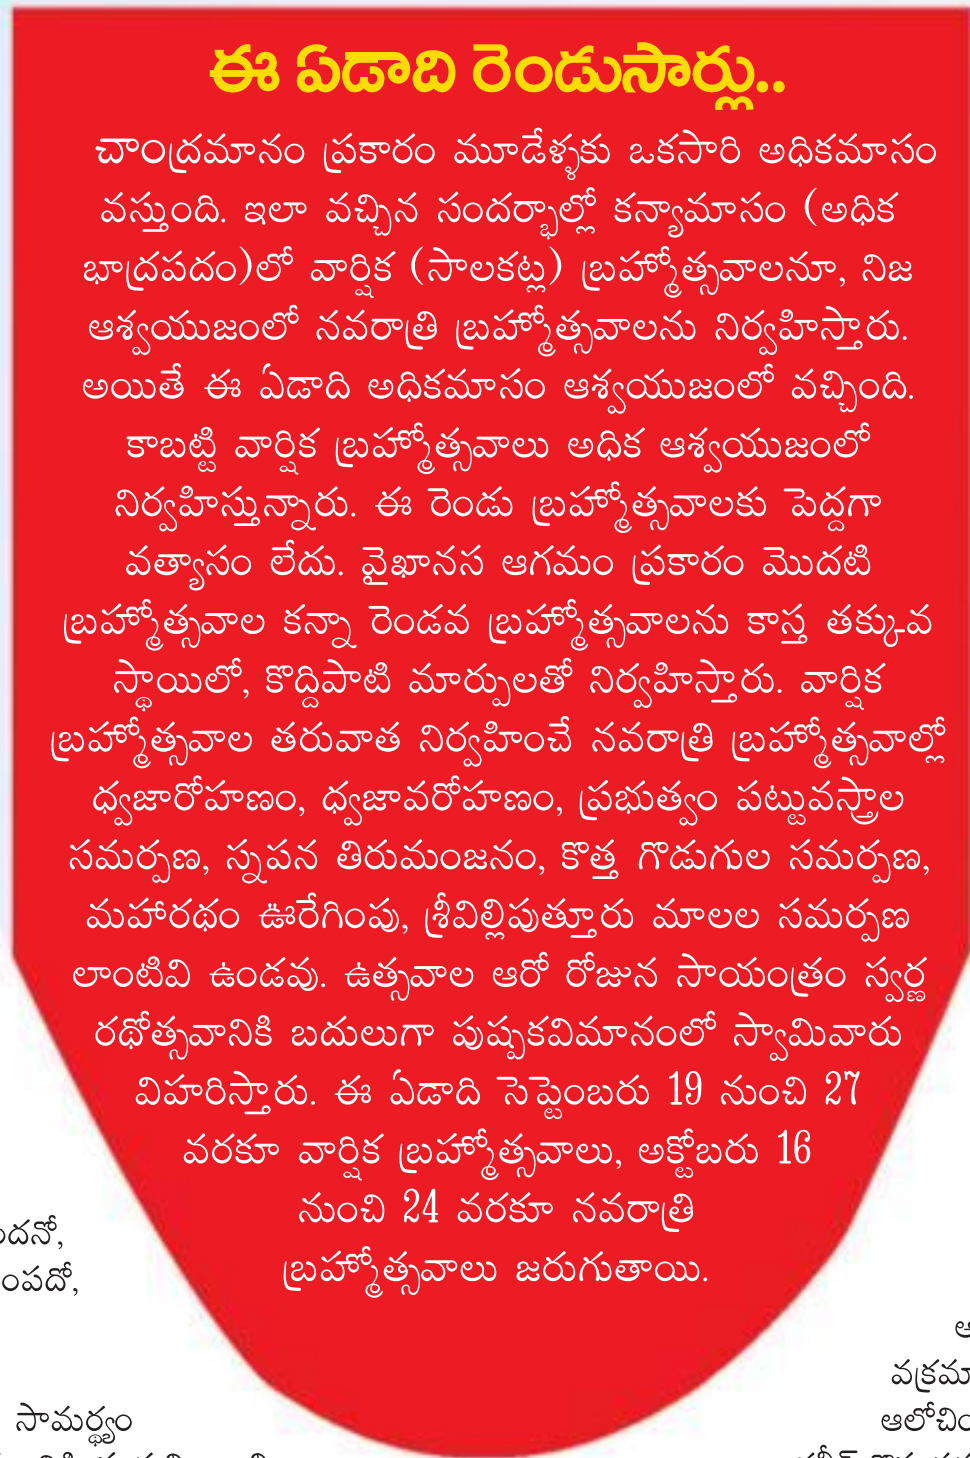 ఈ ఏడాది రెండుసార్లు..
చాంద్రమానం ప్రకారం మూడేళ్ళకు ఒకసారి అధికమాసం
వస్తుంది. ఇలా వచ్చిన సందర్భాల్లో కన్యామాసం (అధిక
భాద్రపదం)లో వార్షిక (సాలకట్ల) బ్రహ్మోత్సవాలనూ, నిజ
ఆశ్వయుజంలో నవరాత్రి బ్రహ్మోత్సవాలను నిర్వహిస్తారు.
అయితే ఈ ఏడాది అధికమాసం ఆశ్వయుజంలో వచ్చింది.
కాబట్టి వార్షిక బ్రహ్మోత్సవాలు అధిక ఆశ్వయుజంలో
నిర్వహిస్తున్నారు. ఈ రెండు బ్రహ్మోత్సవాలకు పెద్దగా
వత్యాసం లేదు. వైఖానస ఆగమం ప్రకారం మొదటి
బ్రహ్మోత్సవాల కన్నా రెండవ బ్రహ్మోత్సవాలను కాస్త తక్కువ
స్థాయిలో, కొద్దిపాటి మార్పులతో నిర్వహిస్తారు. వార్షిక
బ్రహ్మోత్సవాల తరువాత నిర్వహించే నవరాత్రి బ్రహ్మోత్సవాల్లో
ధ్వజారోహణం, ధ్వజావరోహణం, ప్రభుత్వం పట్టువస్త్రాల
సమర్పణ, స్నపన తిరుమంజనం, కొత్త గొడుగుల సమర్పణ,
మహారథం ఊరేగింపు, శ్రీవిల్లిపుత్తూరు మాలల సమర్పణ
లాంటివి ఉండవు. ఉత్సవాల ఆరో రోజున సాయంత్రం స్వర్ణ
రథోత్సవానికి బదులుగా పుష్పకవిమానంలో స్వామివారు
విహరిస్తారు. ఈ ఏడాది సెప్టెంబరు 19 నుంచి 27
వరకూ వార్షిక బ్రహ్మోత్సవాలు, అక్టోబరు 16
నుంచి 24 వరకూ నవరాత్రి
బ్రహ్మోత్సవాలు జరుగుతాయి.
సామర్థ్యం